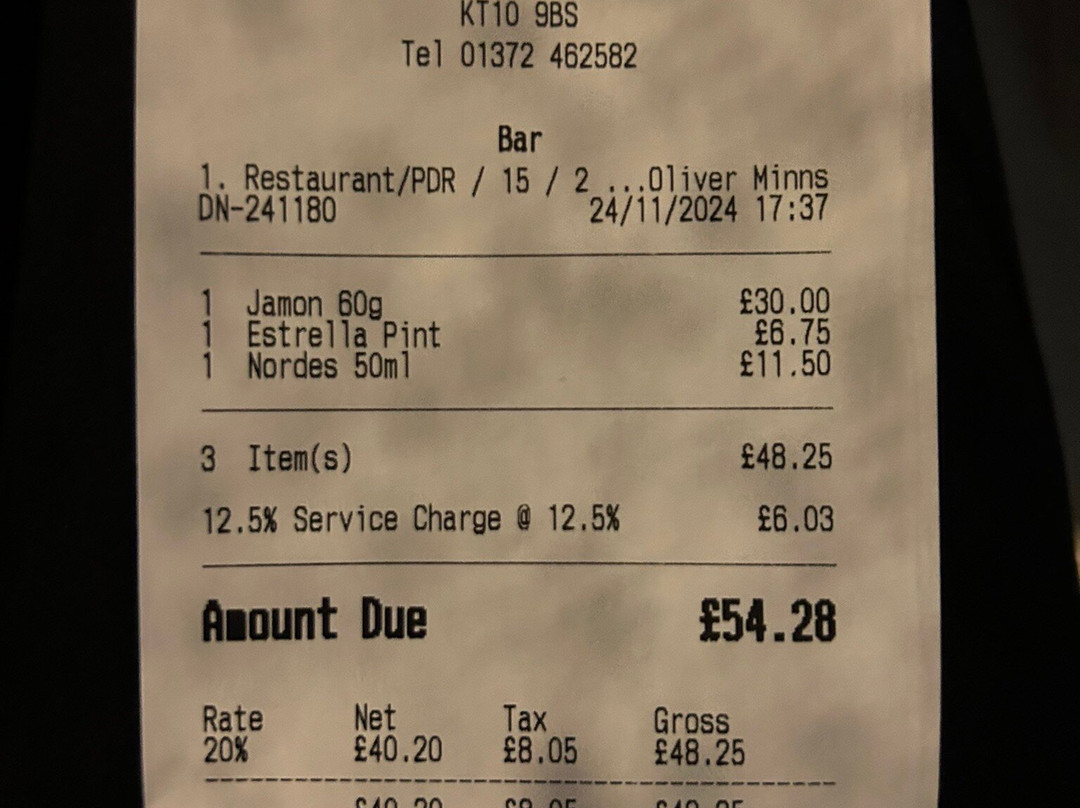 KT10 9BS
Tel 01372 462582
Bar
1. Restaurant/PDR / 15 / 2 ...Oliver Minns
DN-241180 24/11/2024 17:37
1 Jamon 60g £30.00
1 Estrella Pint £6.75
1 Nordes 50ml £11.50
3 Item(s) £48.25
12.5% Service Charge @ 12.5% £6.03
Amount Due £54.28
Rate Net Tax Gross
20% £40.20 £8.05 £48.25